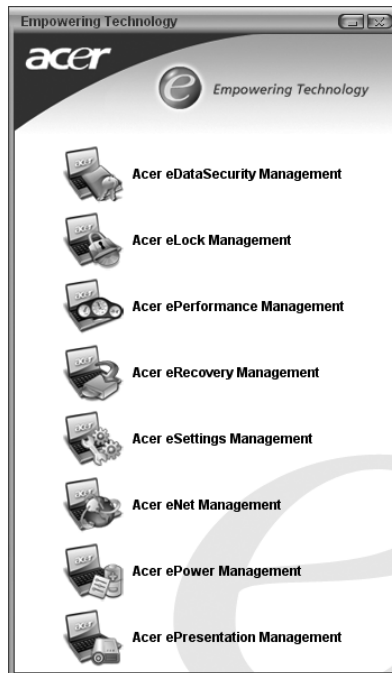 Empowering Technology
acer
e Empowering Technology
Acer eDataSecurity Management
Acer eLock Management
Acer ePerformance Management
Acer eRecovery Management
Acer eSettings Management
Acer eNet Management
Acer ePower Management
Acer ePresentation Management